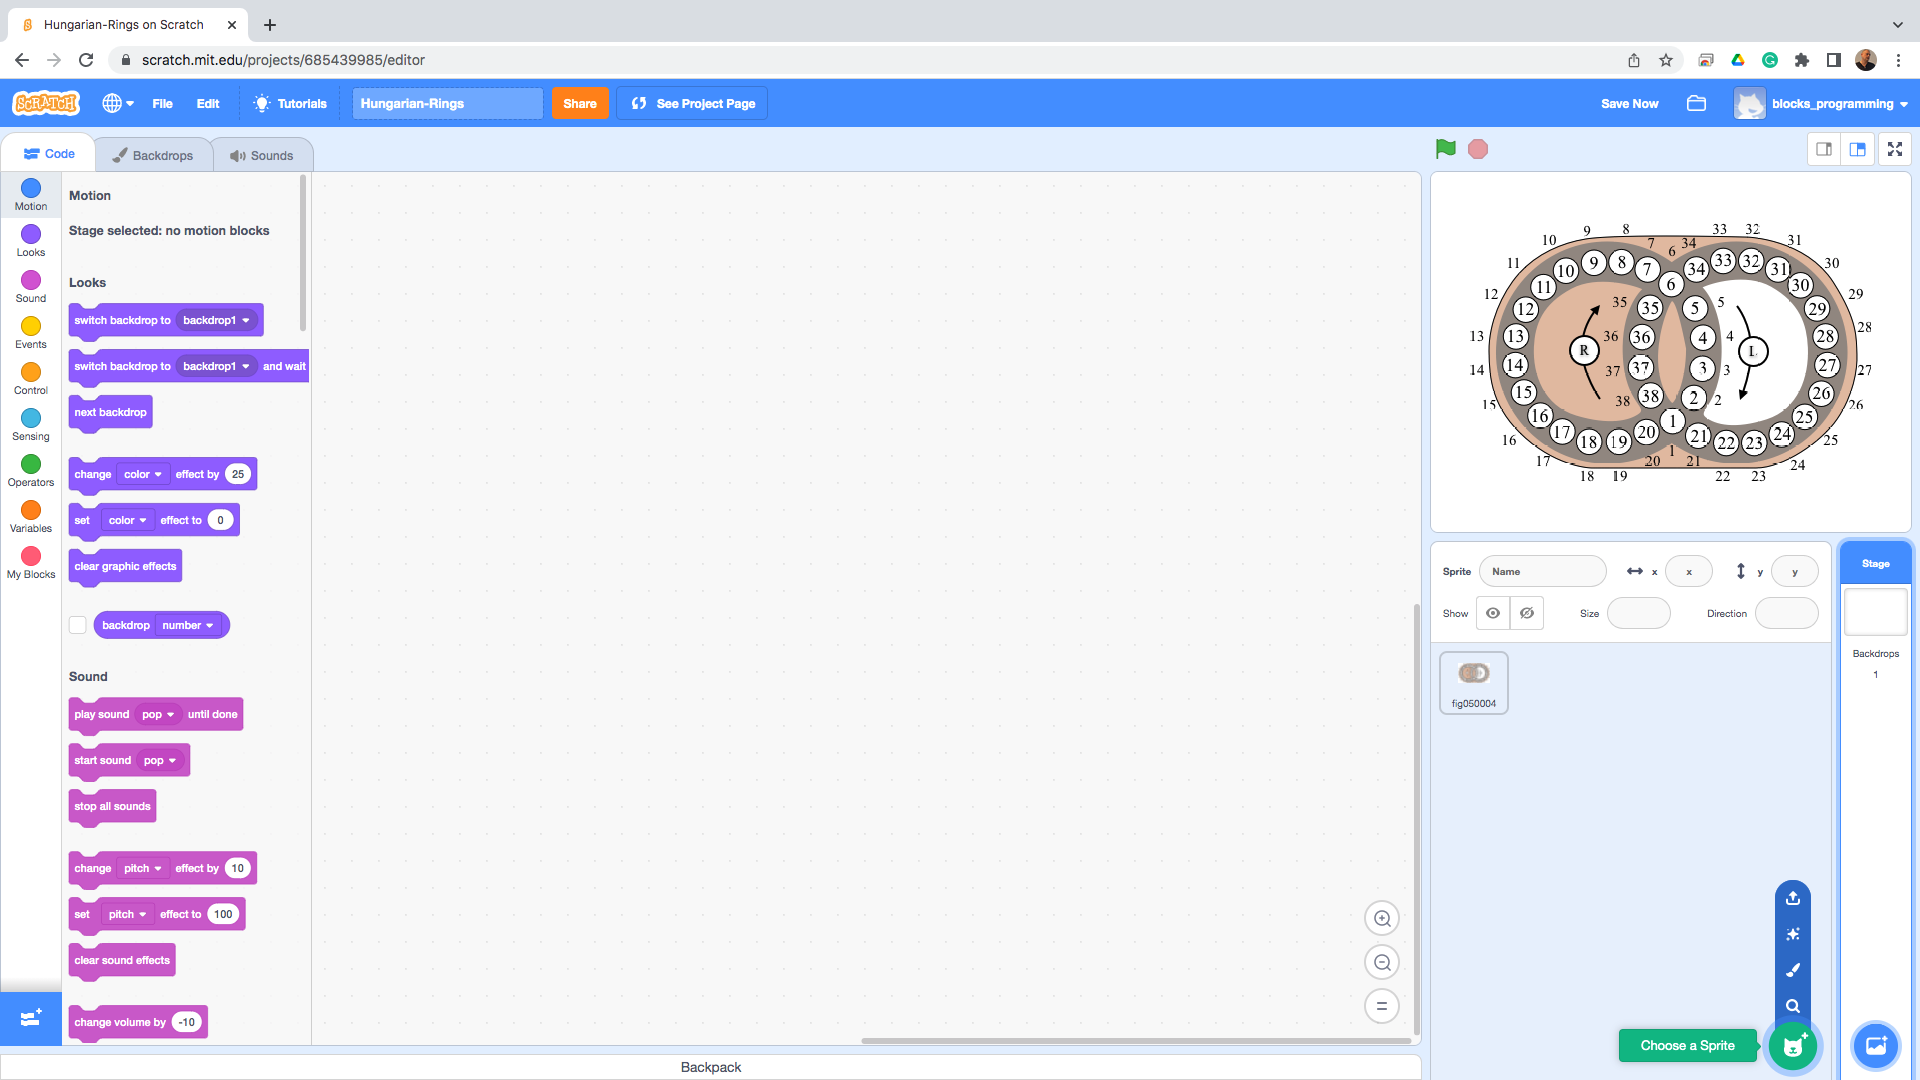 Hungarian-Rings on Scratch
scratch.mit.edu/projects/685439985/editor
SCRATCH
File
Edit
Tutorials
Hungarian-Rings
Share
See Project Page
Save Now
blocks_programming
Code
Backdrops
Sounds
Motion
Looks
Sound
Events
Control
Sensing
Operators
Variables
My Blocks
Motion
Stage selected: no motion blocks
Looks
switch backdrop to backdrop1
switch backdrop to backdrop1 and wait
next backdrop
change color effect by 25
set color effect to 0
clear graphic effects
backdrop number
Sound
play sound pop until done
start sound pop
stop all sounds
change pitch effect by 10
set pitch effect to 100
clear sound effects
change volume by -10
Backpack
9 8 33 32
10 7 6 34 31
11 10 9 8 7 34 33 32 31 30
12 11 6 30 29
12 35 35 5 5 29
13 13 36 36 4 4 28 28
R L
14 14 37 37 3 3 27 27
15 15 38 38 2 2 26 26
16 16 1 25 25
17 17 18 19 20 21 22 23 24 24
20 1 21
18 19 22 23
Sprite Name x x y y
Show Size Direction
fig050004
Stage
Backdrops
1
Choose a Sprite